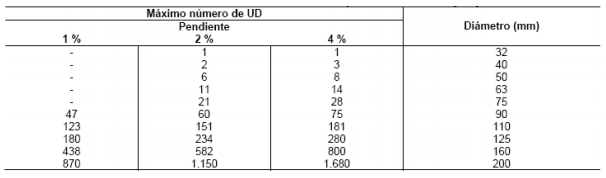 Máximo número de UD
Pendiente
Diámetro (mm)
1 % 2 % 4 %
- 1 1 32
- 2 3 40
- 6 8 50
- 11 14 63
- 21 28 75
47 60 75 90
123 151 181 110
180 234 280 125
438 582 800 160
870 1.150 1.680 200